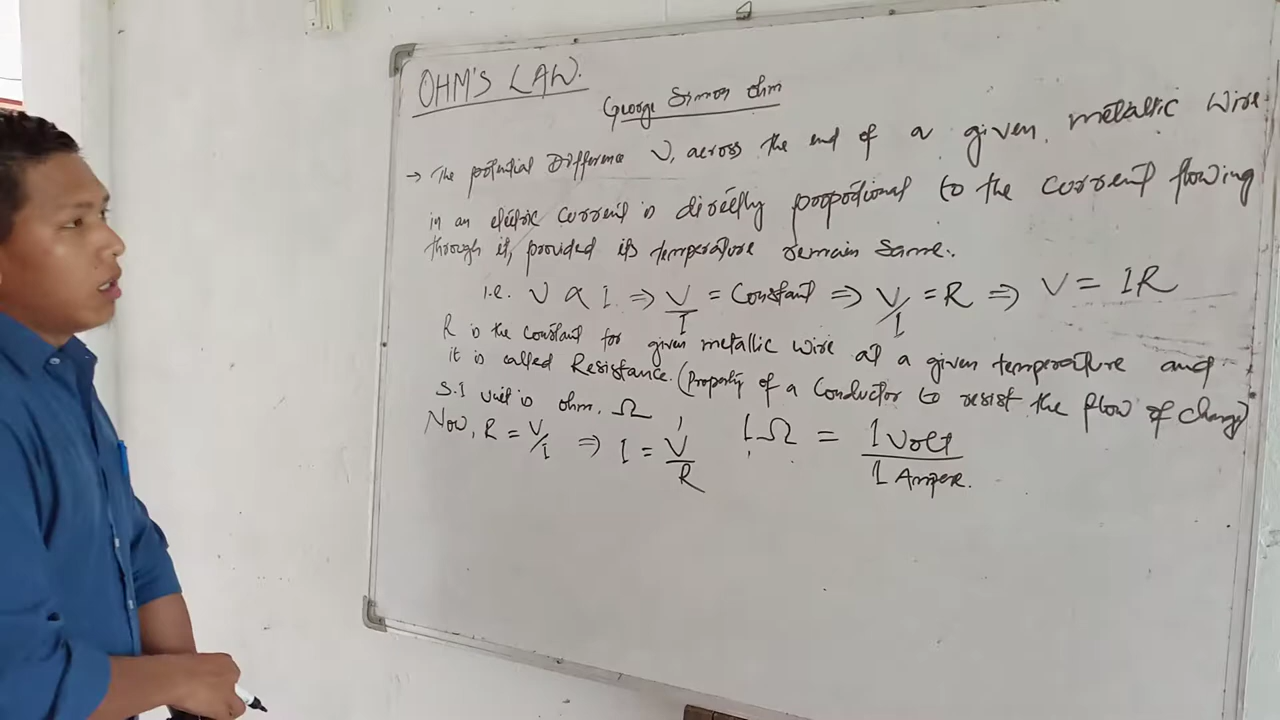 OHM'S LAW.
George Simon Ohm
→ The potential Difference V, across the end of a given metallic wire
in an electric current is directly propotional to the current flowing
through it, provided its temperature remain same.
i.e. V ∝ I ⇒ V/I = Constant ⇒ V/I = R ⇒ V = IR
R is the constant for given metallic wire at a given temperature and
it is called Resistance. (Property of a conductor to resist the flow of charge)
S.I unit is ohm. Ω
Now, R = V/I ⇒ I = V/R 1Ω = 1 Volt/1 Amper.